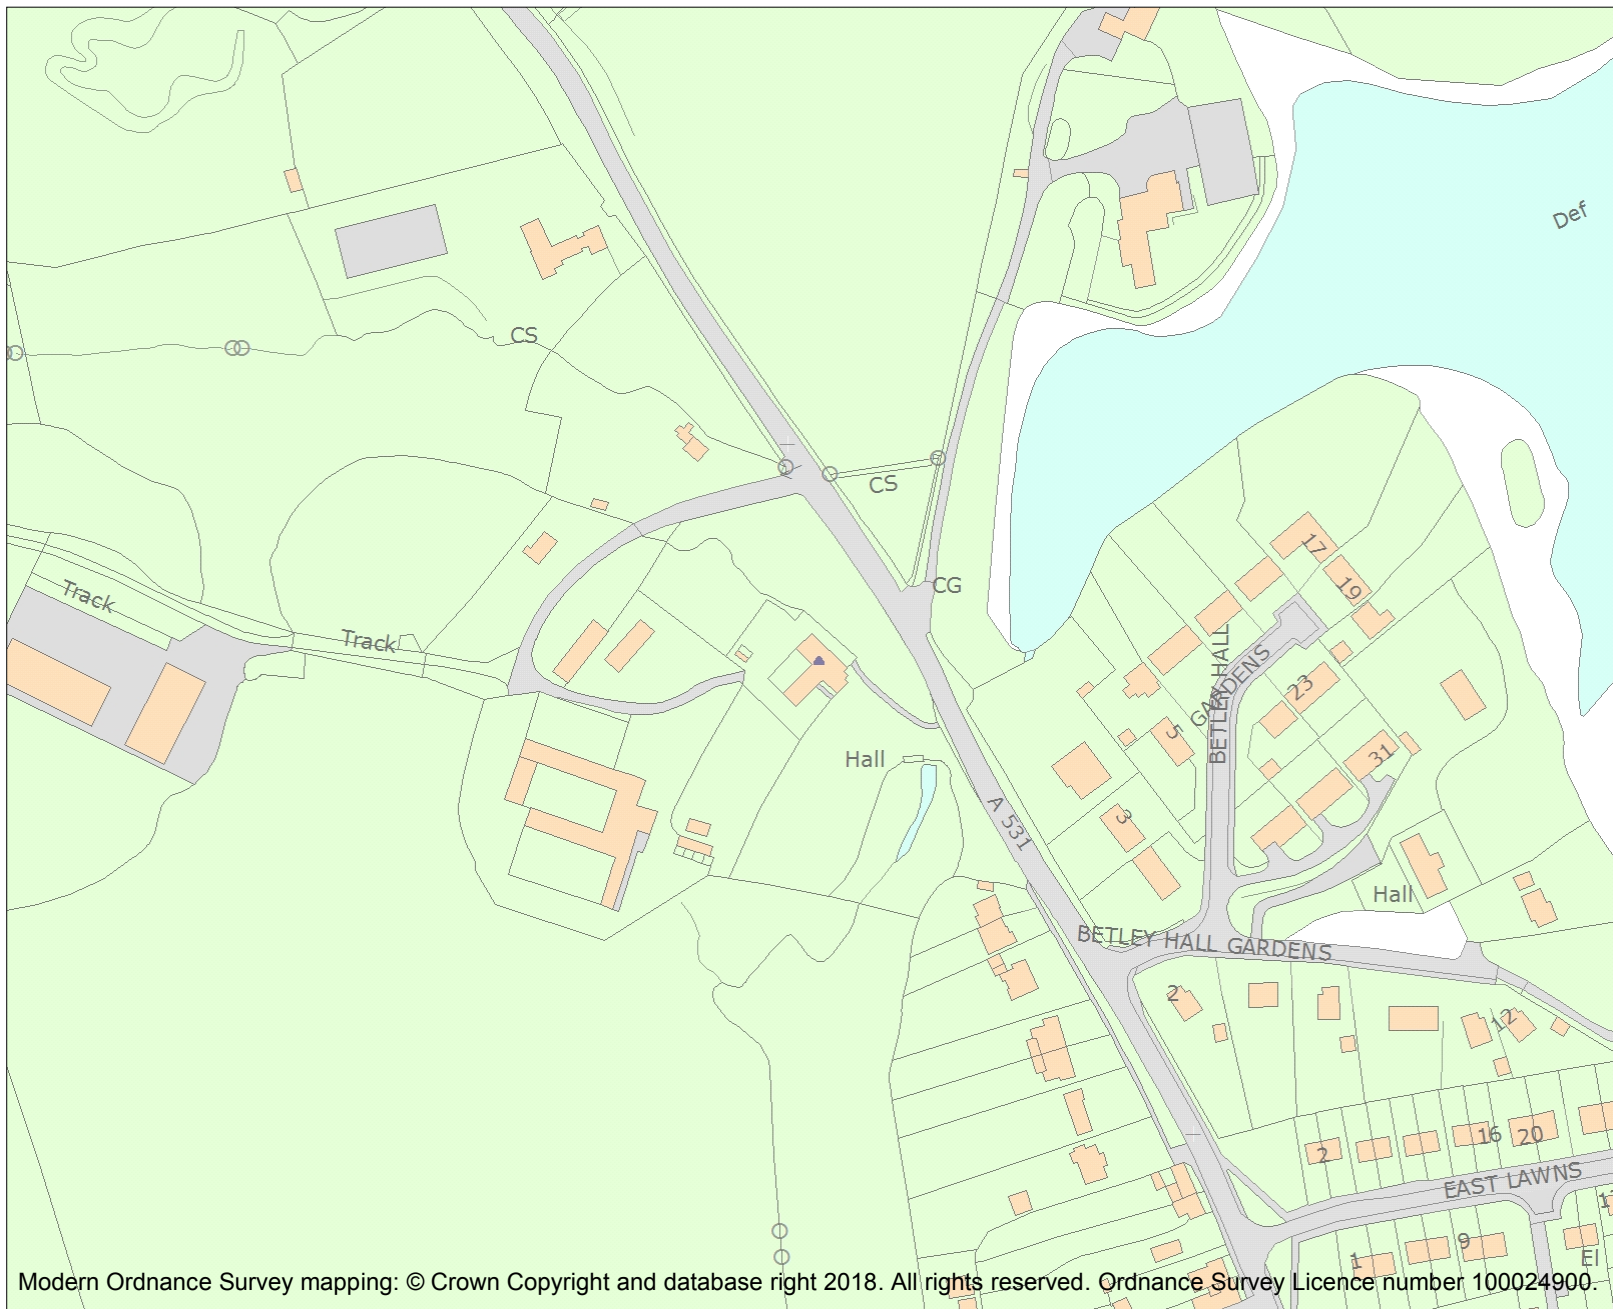 Def
CS
CS
CG
Track
Track
17
19
BETLEY HALL
GARDENS
23
5
31
3
Hall
A 531
Hall
BETLEY HALL GARDENS
2
12
16
20
2
EAST LAWNS
9
1
El
Modern Ordnance Survey mapping: © Crown Copyright and database right 2018. All rights reserved. Ordnance Survey Licence number 100024900.